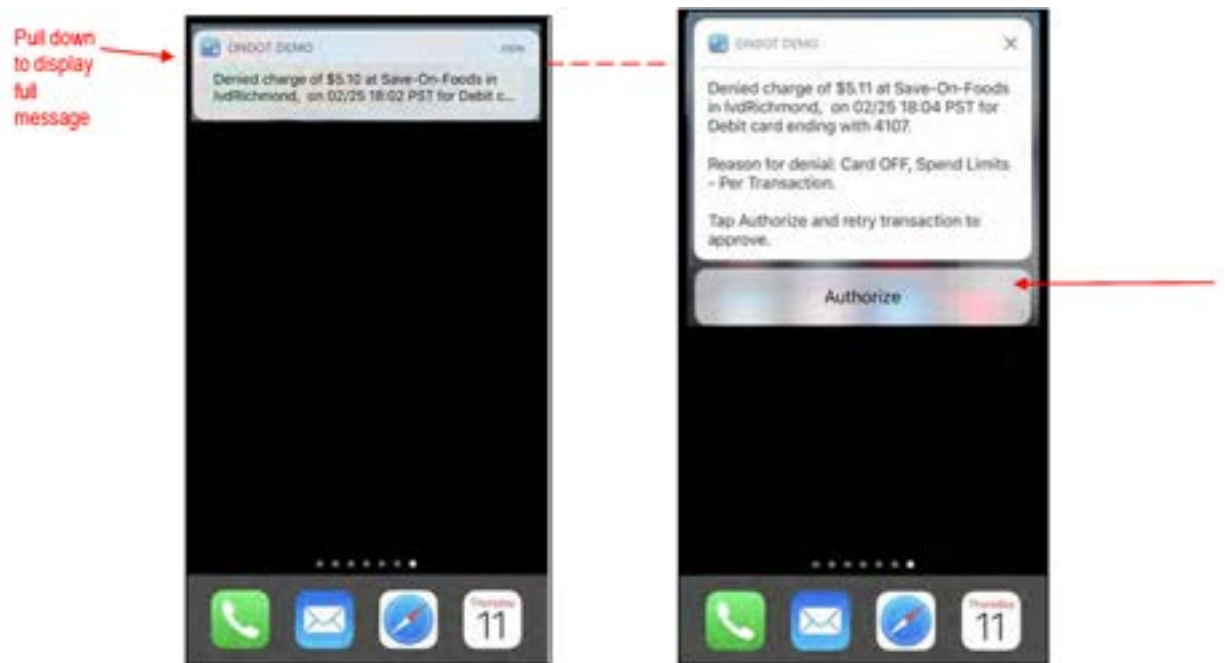 Pull down
to display
full
message
ONDOT DEMO
now
Denied charge of $5.10 at Save-On-Foods in
IvdRichmond, on 02/25 18:02 PST for Debit c...
Thursday
11
ONDOT DEMO
Denied charge of $5.11 at Save-On-Foods
in IvdRichmond, on 02/25 18:04 PST for
Debit card ending with 4107.
Reason for denial: Card OFF, Spend Limits
- Per Transaction.
Tap Authorize and retry transaction to
approve.
Authorize
Thursday
11